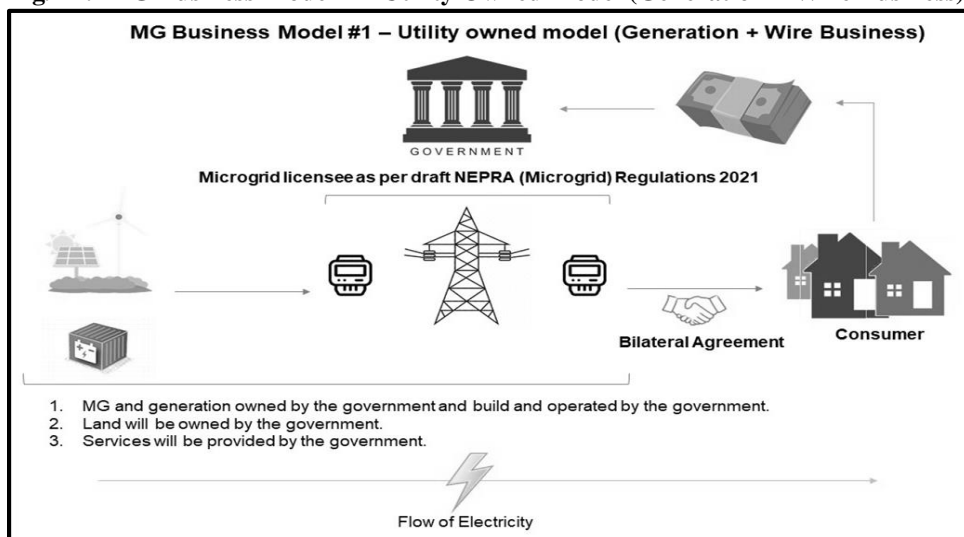 MG Business Model #1 – Utility owned model (Generation + Wire Business)
GOVERNMENT
Microgrid licensee as per draft NEPRA (Microgrid) Regulations 2021
Bilateral Agreement
Consumer
1. MG and generation owned by the government and build and operated by the government.
2. Land will be owned by the government.
3. Services will be provided by the government.
Flow of Electricity